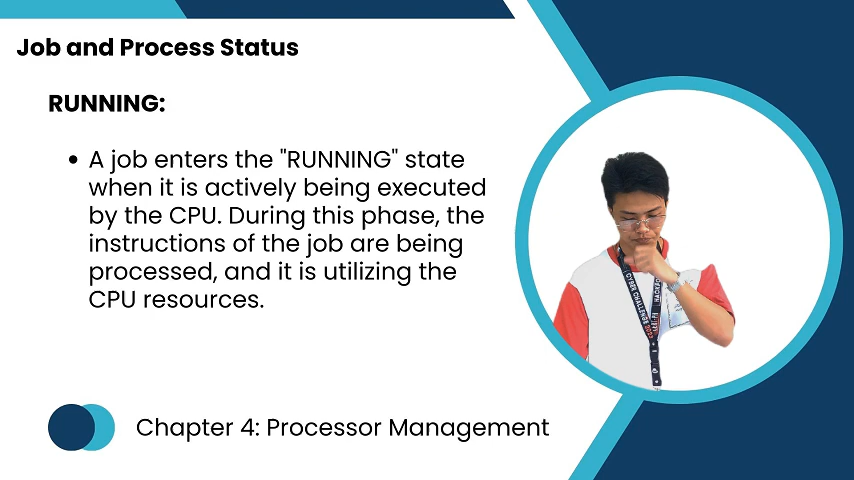 Job and Process Status
RUNNING:
• A job enters the "RUNNING" state
when it is actively being executed
by the CPU. During this phase, the
instructions of the job are being
processed, and it is utilizing the
CPU resources.
CYBER CHALLENGE
Chapter 4: Processor Management